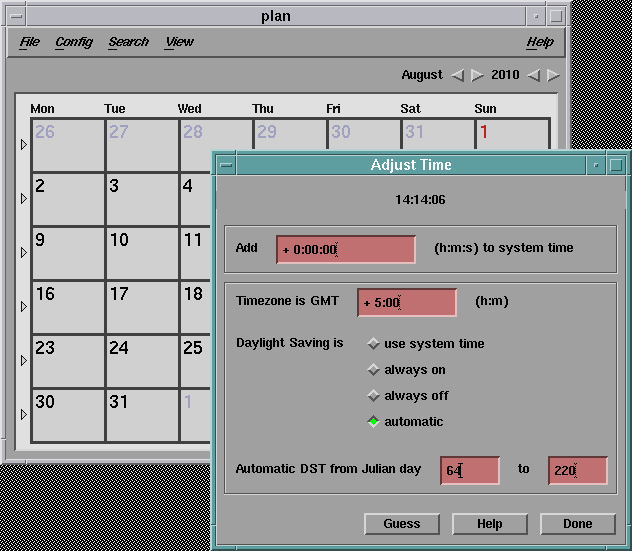 plan
File Config Search View Help
August 2010
Mon Tue Wed Thu Fri Sat Sun
26 27 28 29 30 31 1
2 3 4
9 10 11
16 17 18
23 24 25
30 31 1
Adjust Time
14:14:06
Add + 0:00:00 (h:m:s) to system time
Timezone is GMT + 5:00 (h:m)
Daylight Saving is use system time
always on
always off
automatic
Automatic DST from Julian day 64 to 220
Guess Help Done